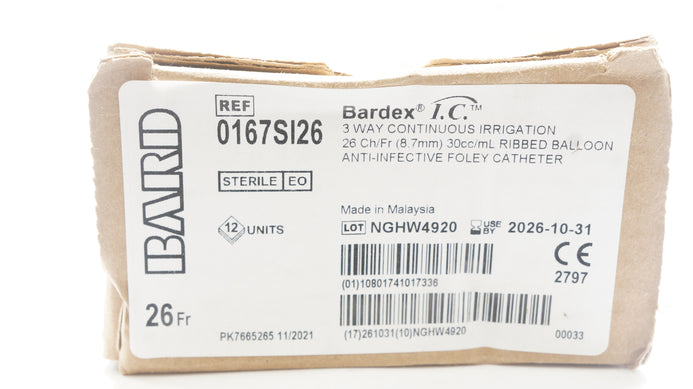 BARD
26 Fr
REF
0167SI26
STERILE EO
12 UNITS
PK7665265 11/2021
Bardex® I.C.™
3 WAY CONTINUOUS IRRIGATION
26 Ch/Fr (8.7mm) 30cc/mL RIBBED BALLOON
ANTI-INFECTIVE FOLEY CATHETER
Made in Malaysia
LOT NGHW4920 USE BY 2026-10-31
CE
2797
(01)10801741017336
(17)261031(10)NGHW4920
00033